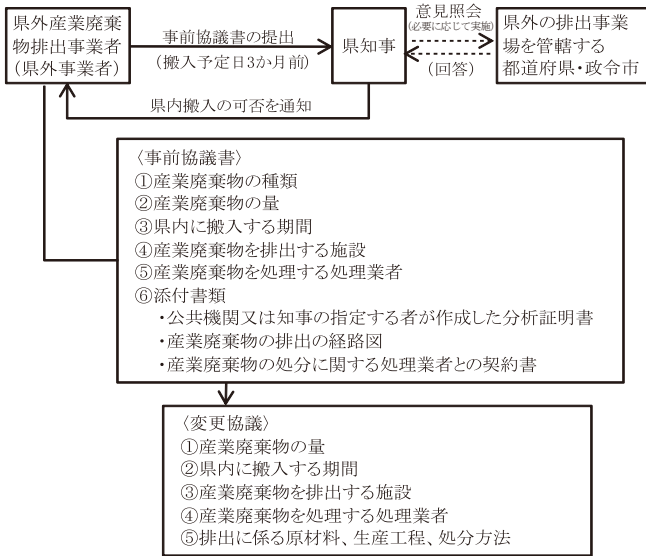 県外産業廃棄
物排出事業者
（県外事業者）
事前協議書の提出
（搬入予定日3か月前）
県知事
意見照会
（必要に応じて実施）
（回答）
県外の排出事業
場を管轄する
都道府県・政令市
県内搬入の可否を通知
〈事前協議書〉
①産業廃棄物の種類
②産業廃棄物の量
③県内に搬入する期間
④産業廃棄物を排出する施設
⑤産業廃棄物を処理する処理業者
⑥添付書類
・公共機関又は知事の指定する者が作成した分析証明書
・産業廃棄物の排出の経路図
・産業廃棄物の処分に関する処理業者との契約書
〈変更協議〉
①産業廃棄物の量
②県内に搬入する期間
③産業廃棄物を排出する施設
④産業廃棄物を処理する処理業者
⑤排出に係る原材料、生産工程、処分方法